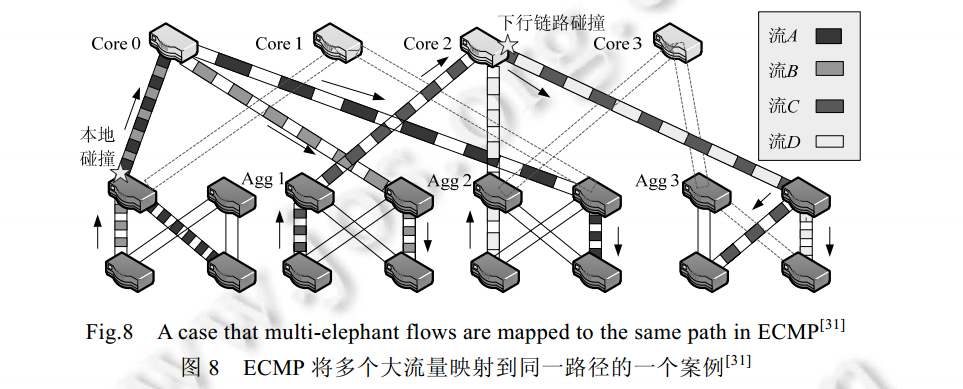 下行链路碰撞
Core 0
Core 1
Core 2
Core 3
流A
流B
流C
流D
本地
碰撞
Agg 1
Agg 2
Agg 3
Fig.8 A case that multi-elephant flows are mapped to the same path in ECMP[31]
图 8 ECMP 将多个大流量映射到同一路径的一个案例[31]